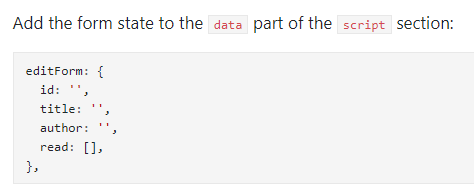 Add the form state to the data part of the script section:
editForm: {
  id: '',
  title: '',
  author: '',
  read: [],
},